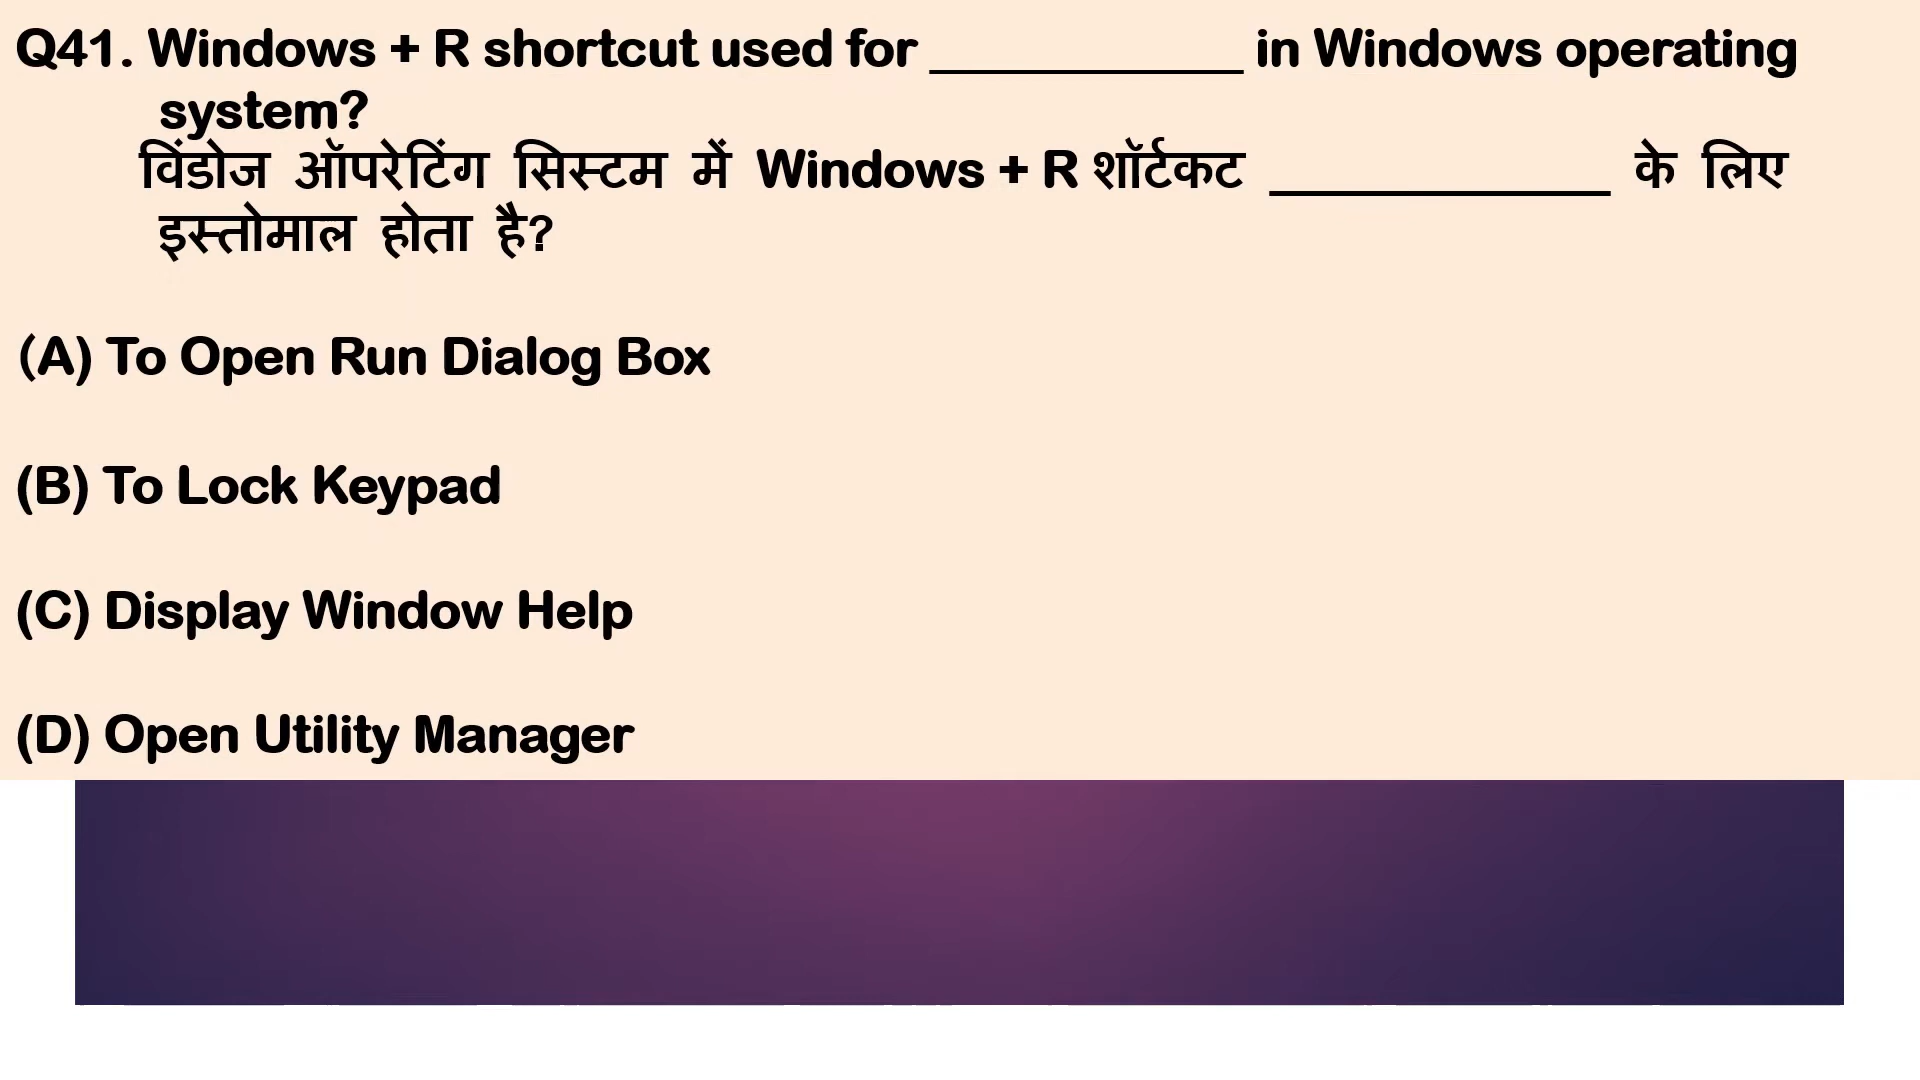 Q41. Windows + R shortcut used for ____________ in Windows operating
system?
विंडोज ऑपरेटिंग सिस्टम में Windows + R शॉर्टकट _____________ के लिए
इस्तोमाल होता है?
(A) To Open Run Dialog Box
(B) To Lock Keypad
(C) Display Window Help
(D) Open Utility Manager